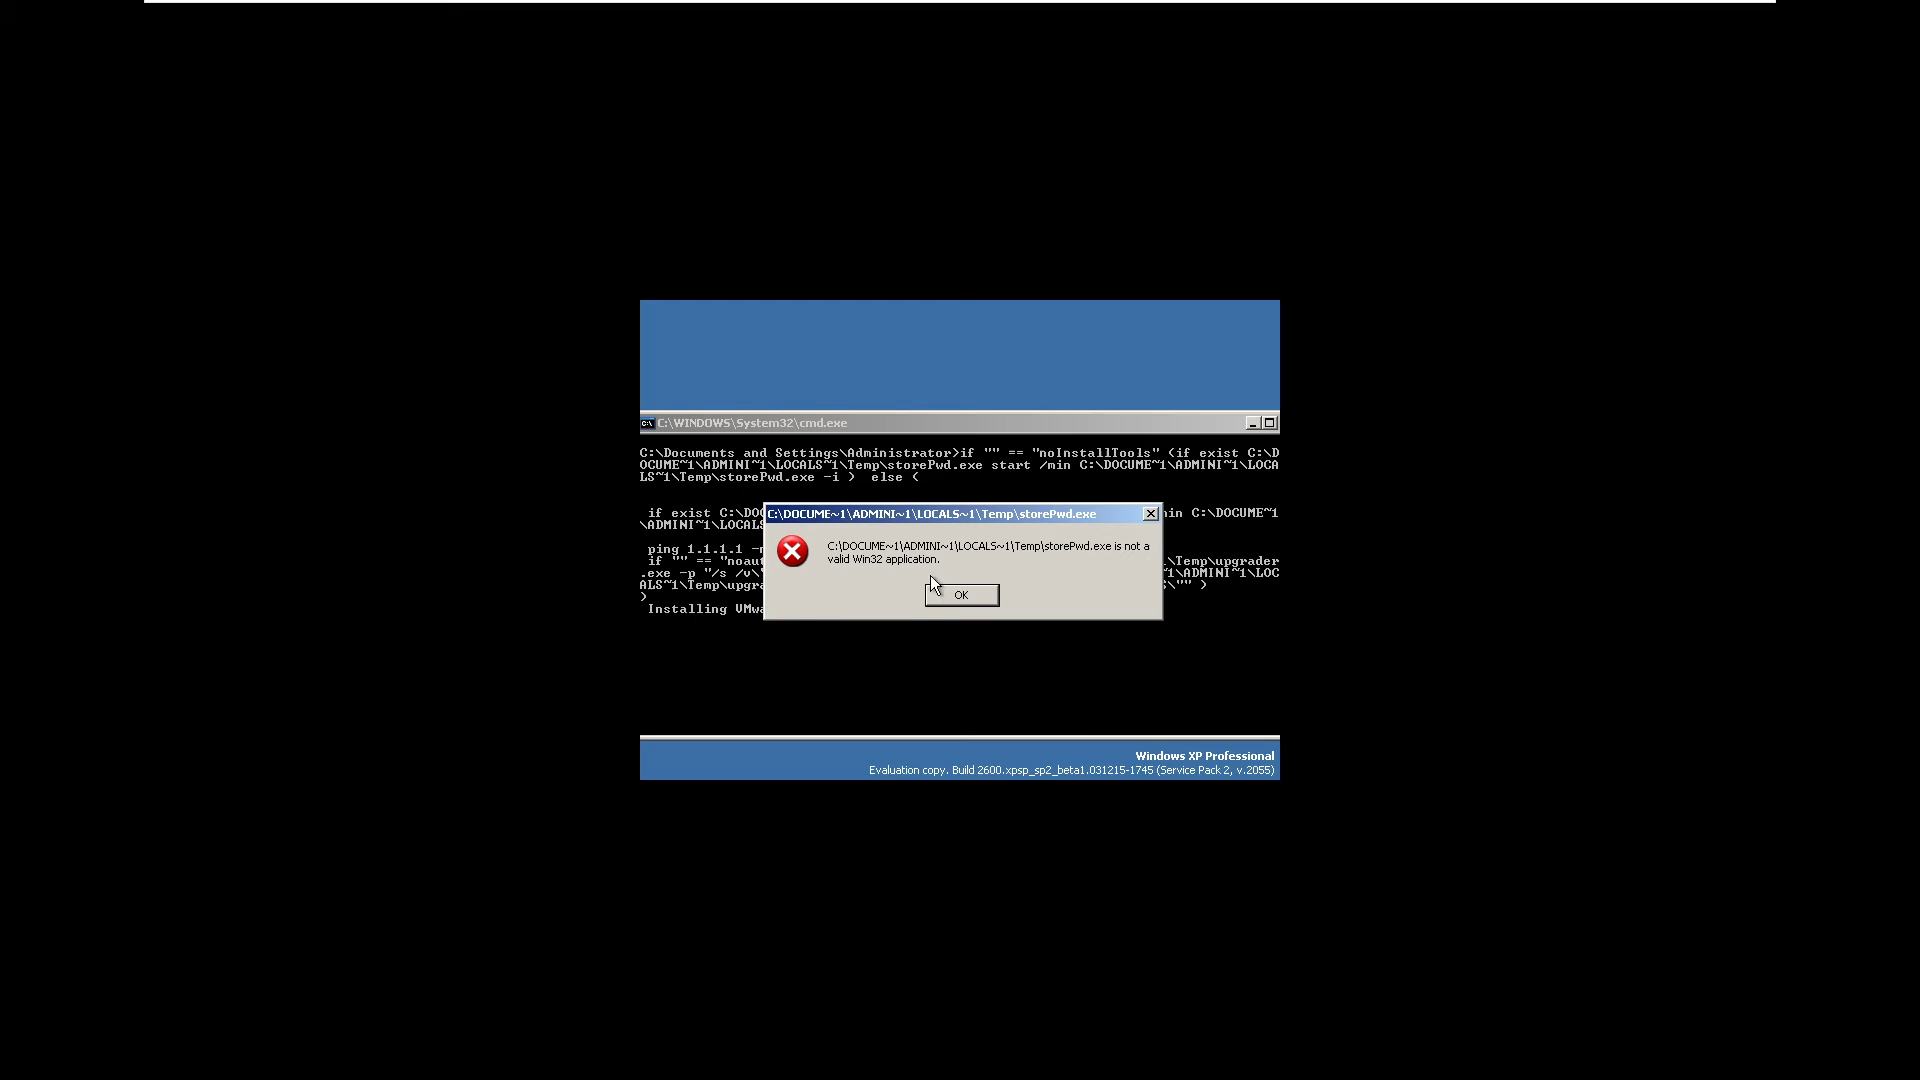 C:\WINDOWS\System32\cmd.exe
C:\Documents and Settings\Administrator>if "" == "noInstallTools" (if exist C:\D
OCUME~1\ADMINI~1\LOCALS~1\Temp\storePwd.exe start /min C:\DOCUME~1\ADMINI~1\LOCA
LS~1\Temp\storePwd.exe -i )  else (
if exist C:\DOC in C:\DOCUME~1
\ADMINI~1\LOCALS
ping 1.1.1.1 -n
if "" == "noaut \Temp\upgrader
.exe -p "/s /v\" ~1\ADMINI~1\LOC
ALS~1\Temp\upgra \"" )
)
Installing VMwa
C:\DOCUME~1\ADMINI~1\LOCALS~1\Temp\storePwd.exe
C:\DOCUME~1\ADMINI~1\LOCALS~1\Temp\storePwd.exe is not a
valid Win32 application.
OK
Windows XP Professional
Evaluation copy. Build 2600.xpsp_sp2_beta1.031215-1745 (Service Pack 2, v.2055)